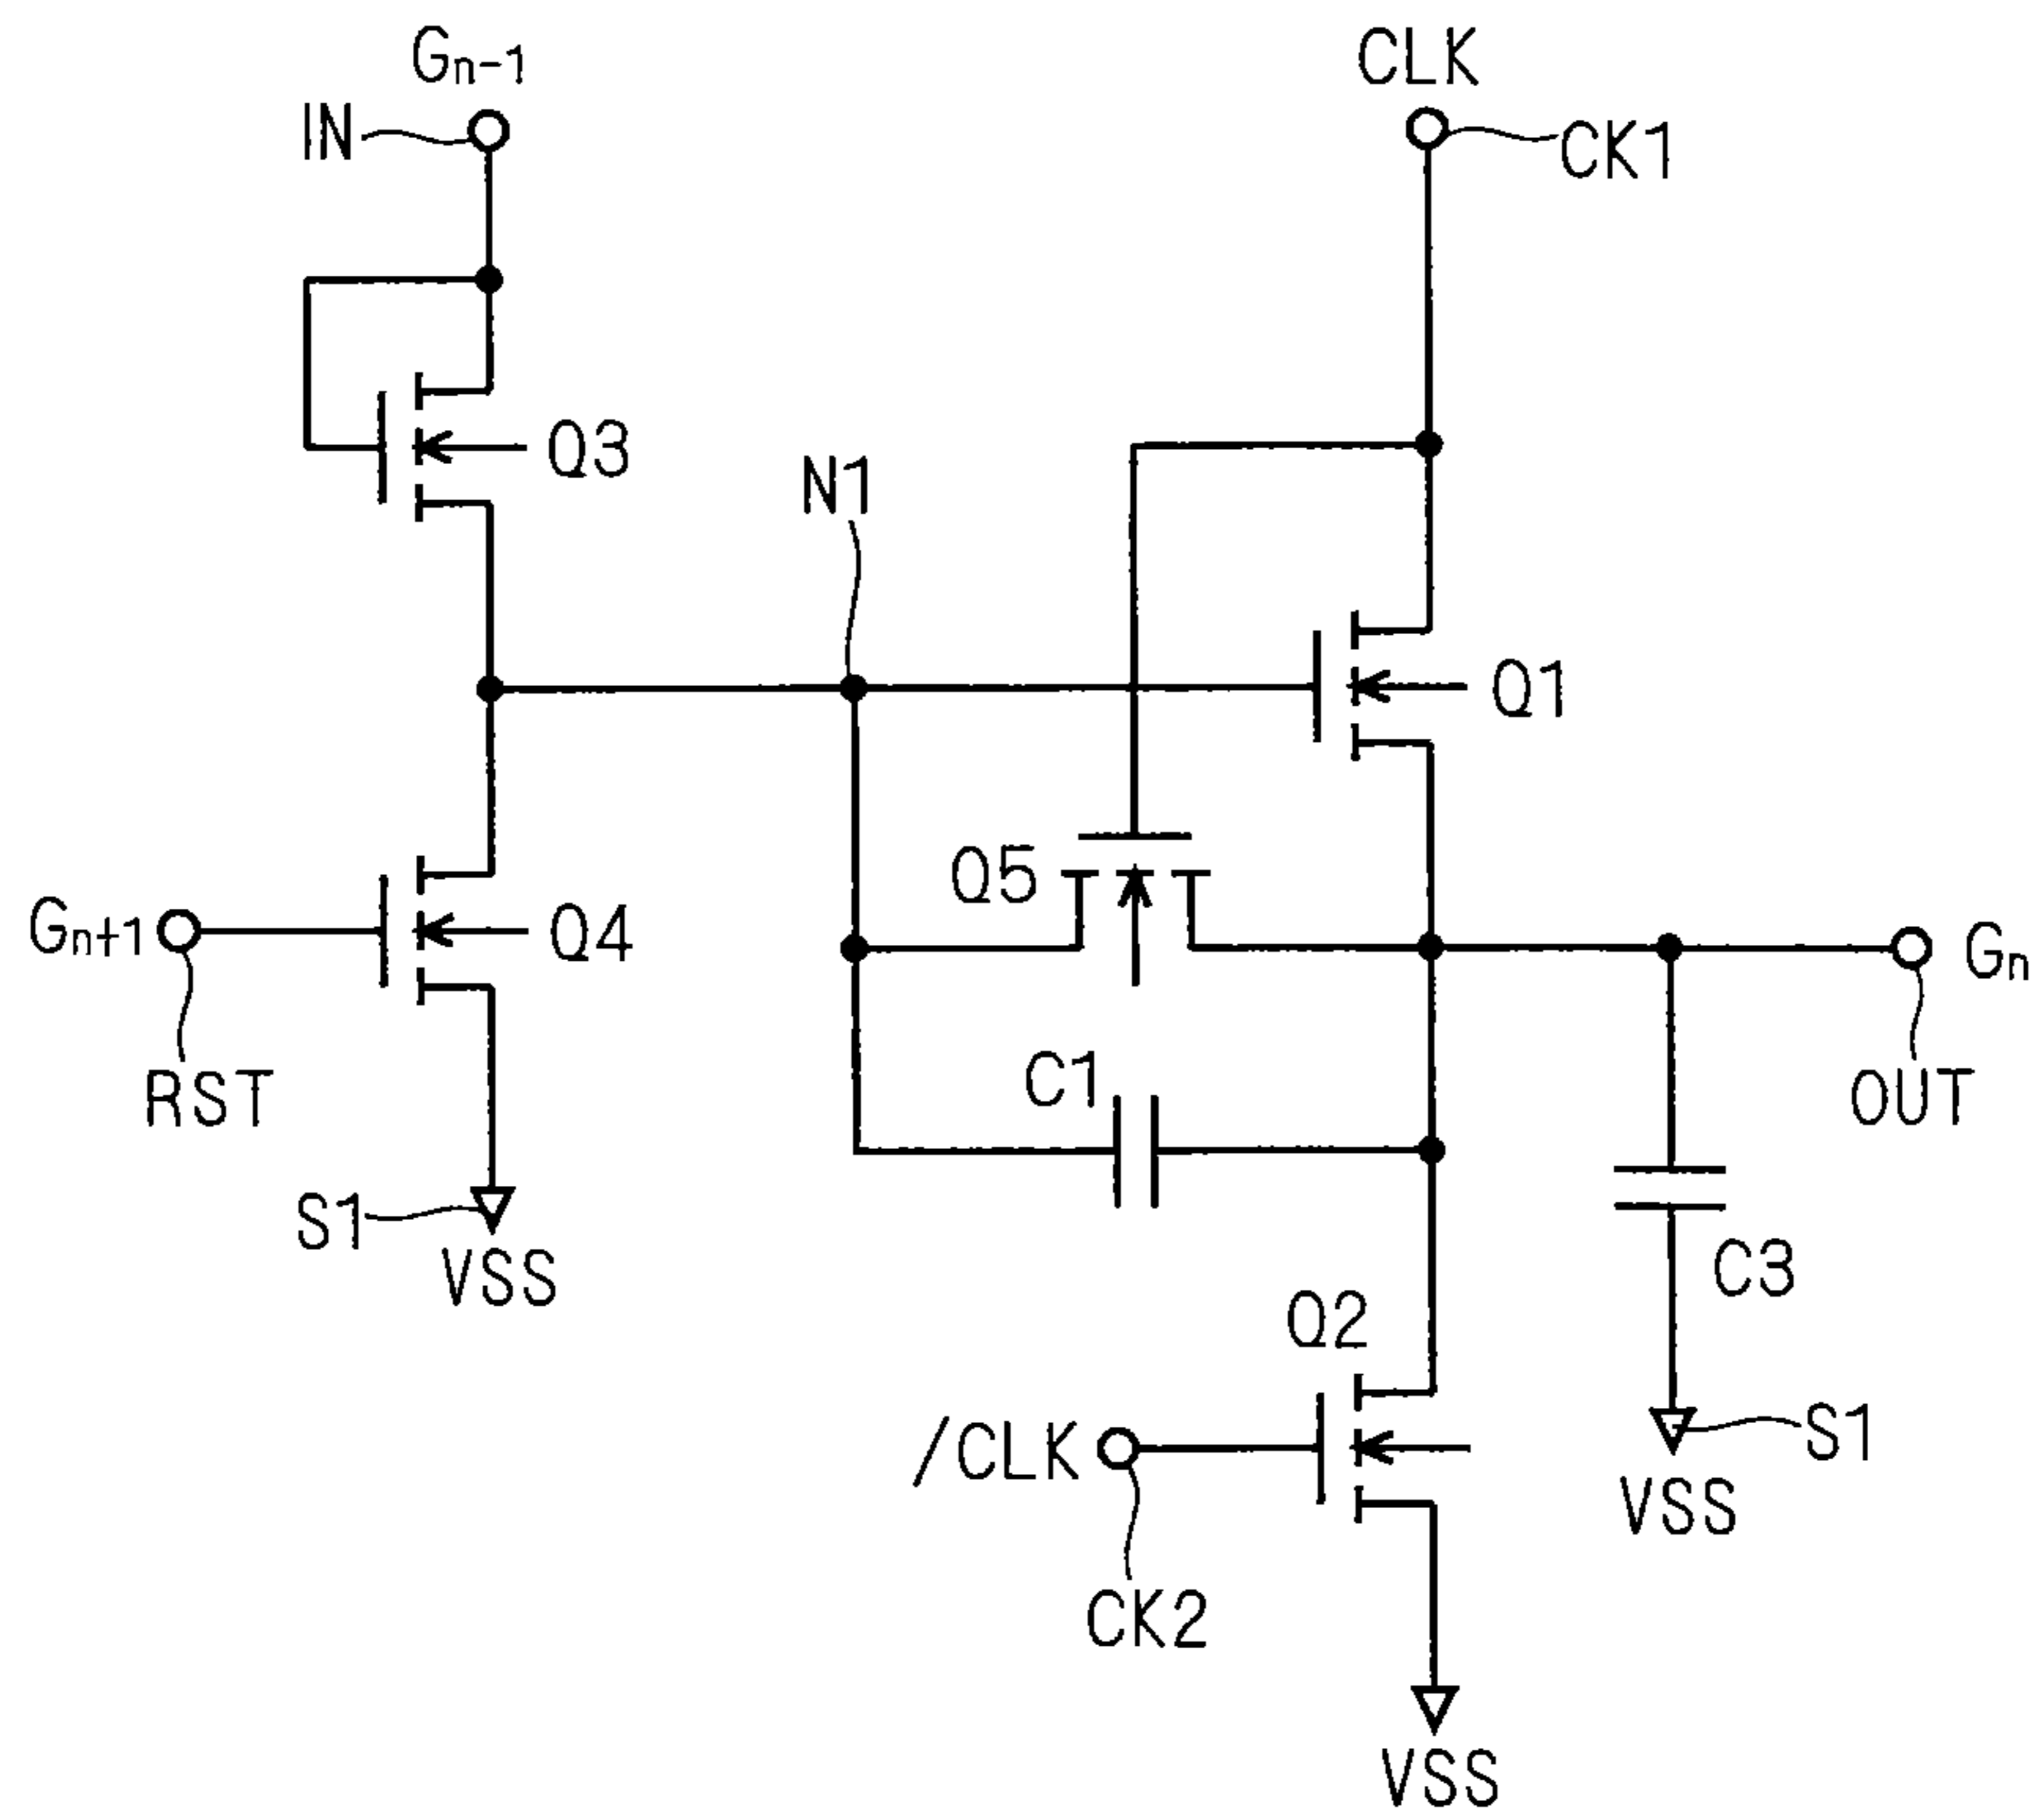 Gn-1
CLK
IN
CK1
Q3
N1
Q1
Q5
Gn+1
Q4
Gn
C1
RST
OUT
S1
VSS
C3
Q2
/CLK
S1
VSS
CK2
VSS